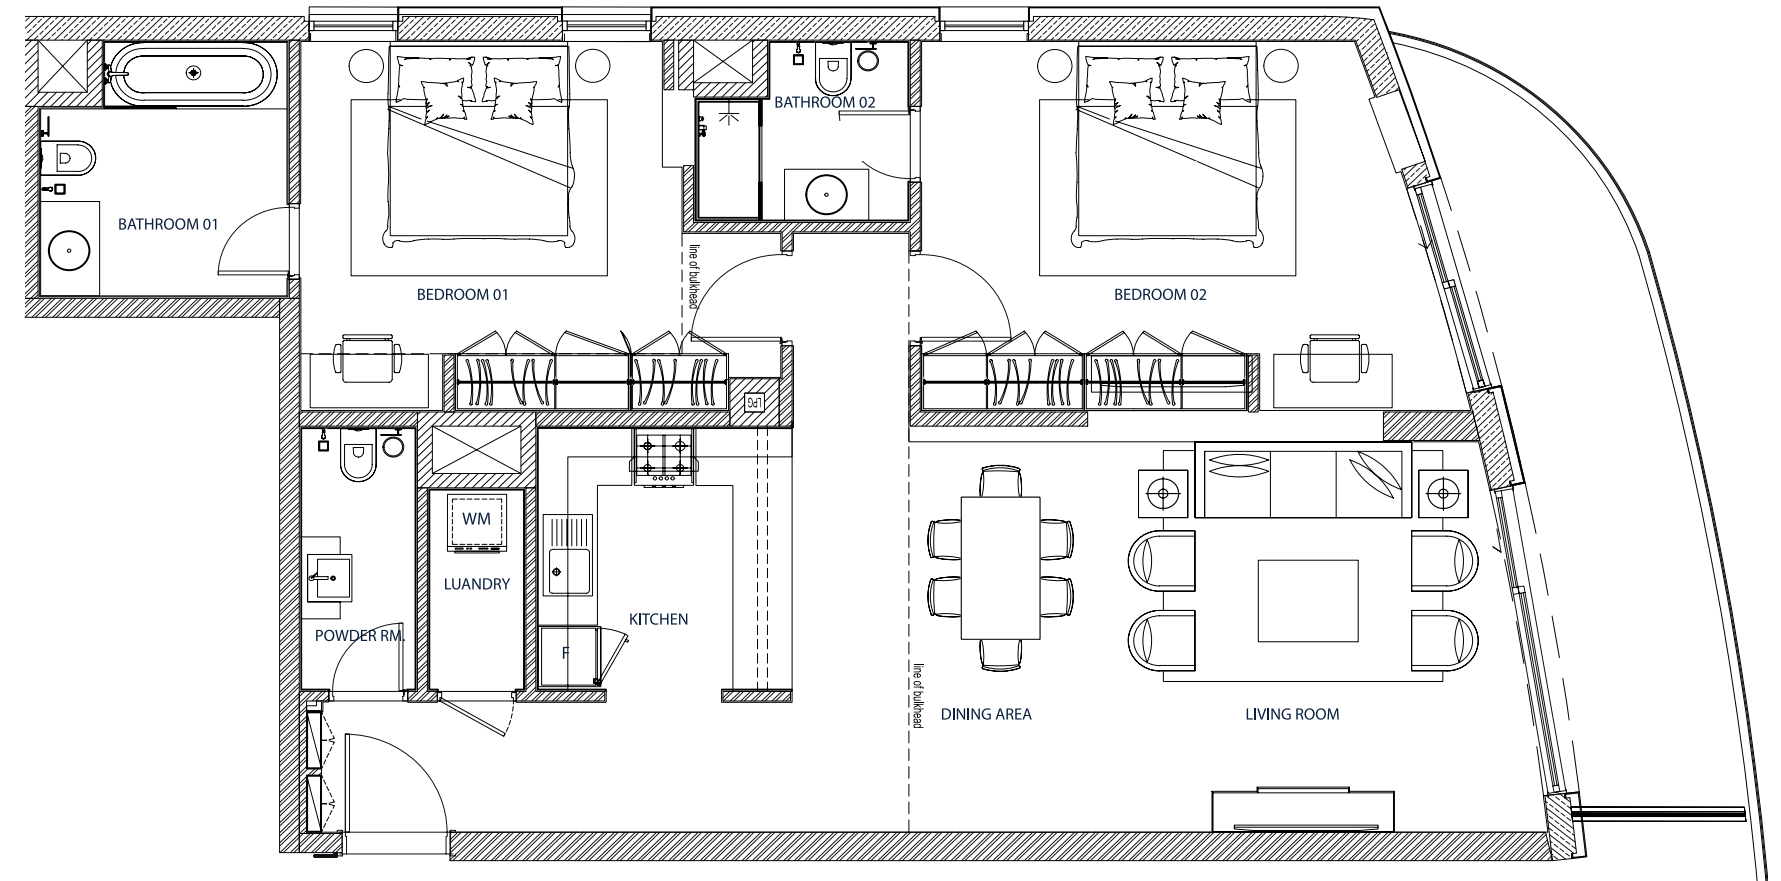 BATHROOM 02
BATHROOM 01
line of bulkhead
BEDROOM 01
BEDROOM 02
LPG
WM
LUANDRY
KITCHEN
POWDER RM.
F
line of bulkhead
DINING AREA
LIVING ROOM